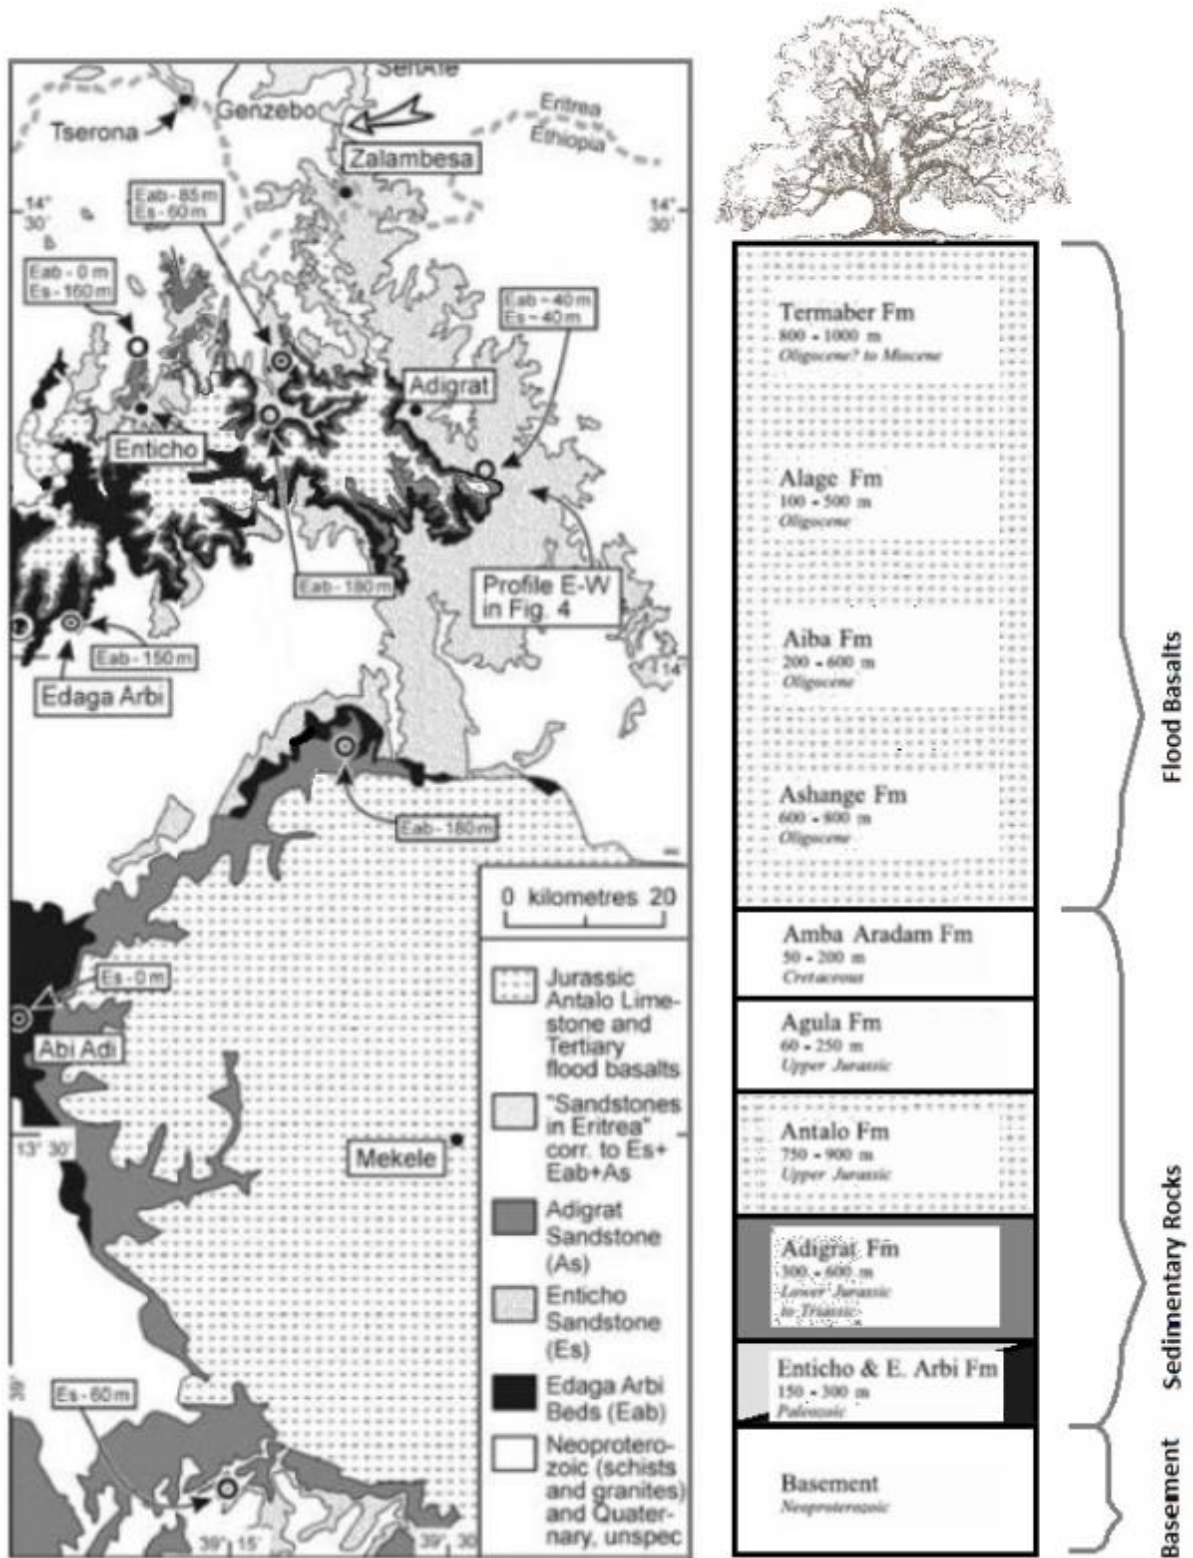 SenAfe
Genzebo
Tserona
Eritrea
Ethiopia
Zalambesa
14°
30'
14°
30'
Eab - 85 m
Es - 60 m
Eab - 0 m
Es - 160 m
Eab ~ 40 m
Es ~ 40 m
Adigrat
Enticho
Eab - 180 m
Profile E-W
in Fig. 4
Eab - 150 m
14°
Edaga Arbi
Eab - 180 m
0 kilometres 20
Es - 0 m
Abi Adi
13° 30'
Mekele
39°
Es - 60 m
39° 15'
39° 30
Jurassic
Antalo Lime-
stone and
Tertiary
flood basalts
"Sandstones
in Eritrea"
corr. to Es+
Eab+As
Adigrat
Sandstone
(As)
Enticho
Sandstone
(Es)
Edaga Arbi
Beds (Eab)
Neoprotero-
zoic (schists
and granites)
and Quater-
nary, unspec
Termaber Fm
800 - 1000 m
Oligocene? to Miocene
Alage Fm
100 - 500 m
Oligocene
Aiba Fm
200 - 600 m
Oligocene
Ashange Fm
600 - 800 m
Oligocene
Amba Aradam Fm
50 - 200 m
Cretaceous
Agula Fm
60 - 250 m
Upper Jurassic
Antalo Fm
750 - 900 m
Upper Jurassic
Adigrat Fm
300 - 600 m
Lower Jurassic
to Triassic
Enticho & E. Arbi Fm
150 - 300 m
Paleozoic
Basement
Neoproterozoic
Flood Basalts
Sedimentary Rocks
Basement